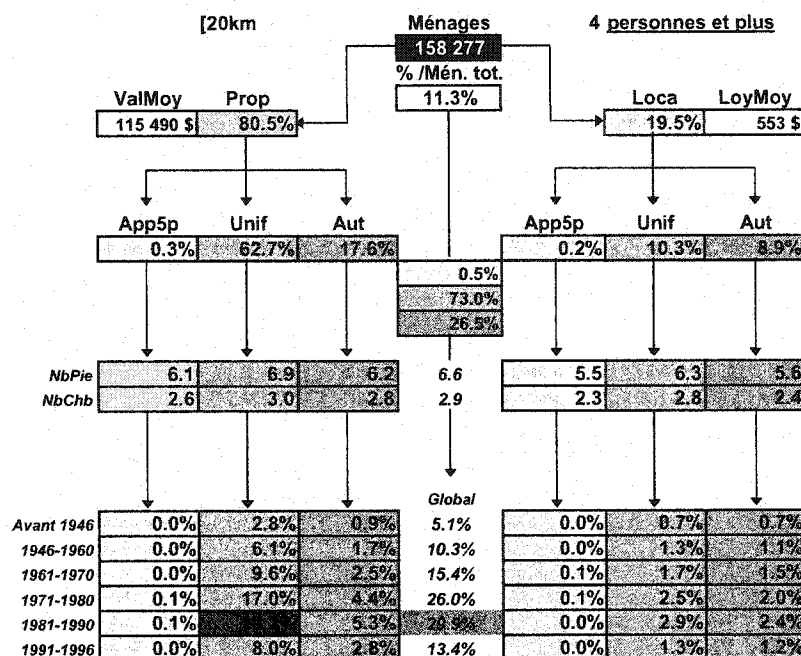 [20km Ménages 4 personnes et plus
158 277
% /Mén. tot.
ValMoy Prop 11.3% Loca LoyMoy
115 490 $ 80.5% 19.5% 553 $
App5p Unif Aut App5p Unif Aut
0.3% 62.7% 17.6% 0.2% 10.3% 8.9%
0.5%
73.0%
26.5%
NbPie 6.1 6.9 6.2 6.6 5.5 6.3 5.6
NbChb 2.6 3.0 2.8 2.9 2.3 2.8 2.4
Global
Avant 1946 0.0% 2.8% 0.9% 5.1% 0.0% 0.7% 0.7%
1946-1960 0.0% 6.1% 1.7% 10.3% 0.0% 1.3% 1.1%
1961-1970 0.0% 9.6% 2.5% 15.4% 0.1% 1.7% 1.5%
1971-1980 0.1% 17.0% 4.4% 26.0% 0.1% 2.5% 2.0%
1981-1990 0.1% 5.3% 0.0% 2.9% 2.4%
1991-1996 0.0% 8.0% 2.8% 13.4% 0.0% 1.3% 1.2%